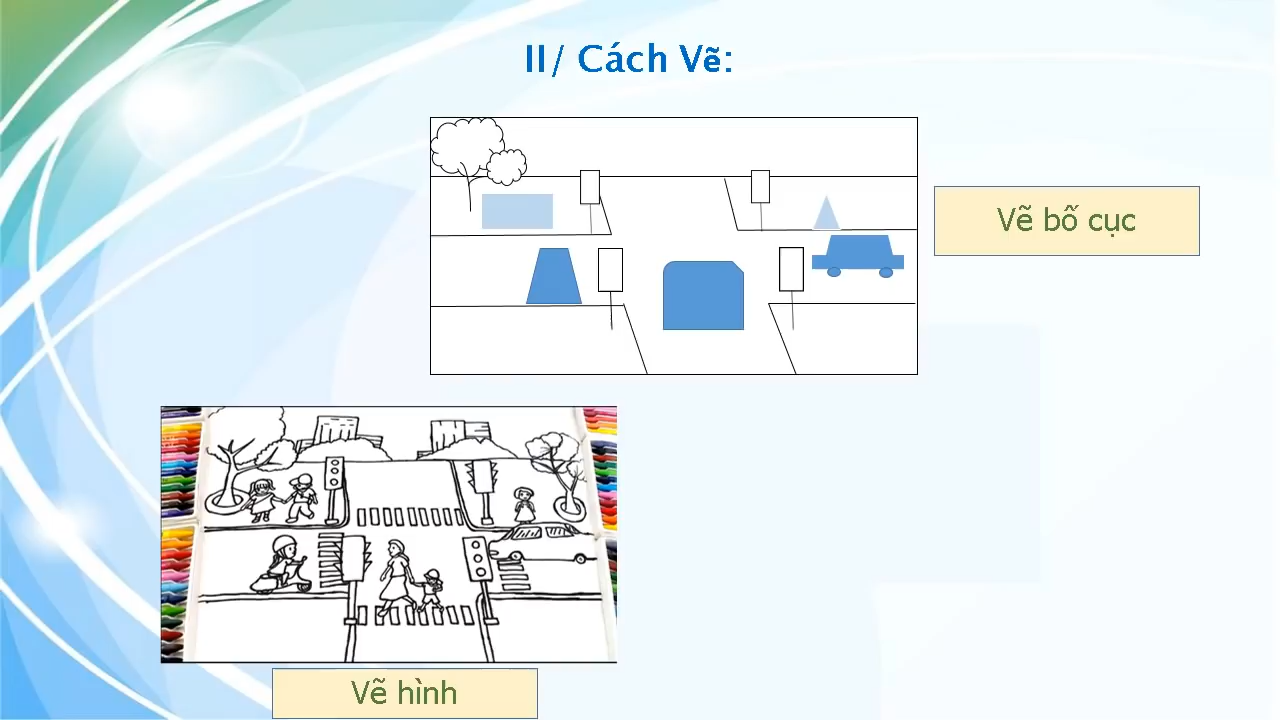 II/ Cách Vẽ:
Vẽ bố cục
Vẽ hình